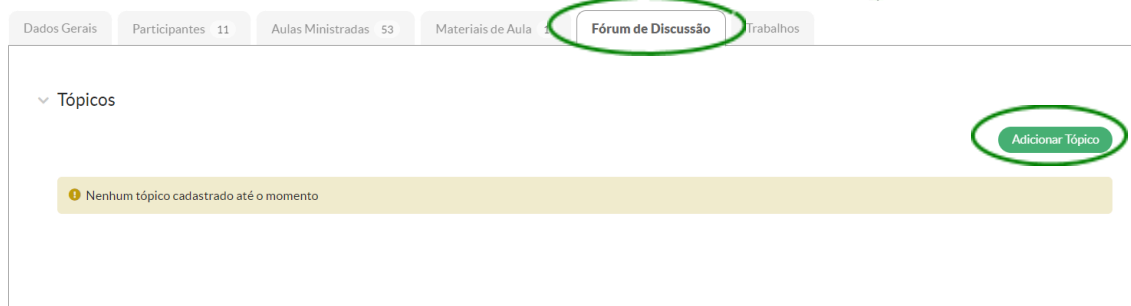 Dados Gerais Participantes 11 Aulas Ministradas 53 Materiais de Aula Fórum de Discussão Trabalhos
Tópicos
Adicionar Tópico
Nenhum tópico cadastrado até o momento